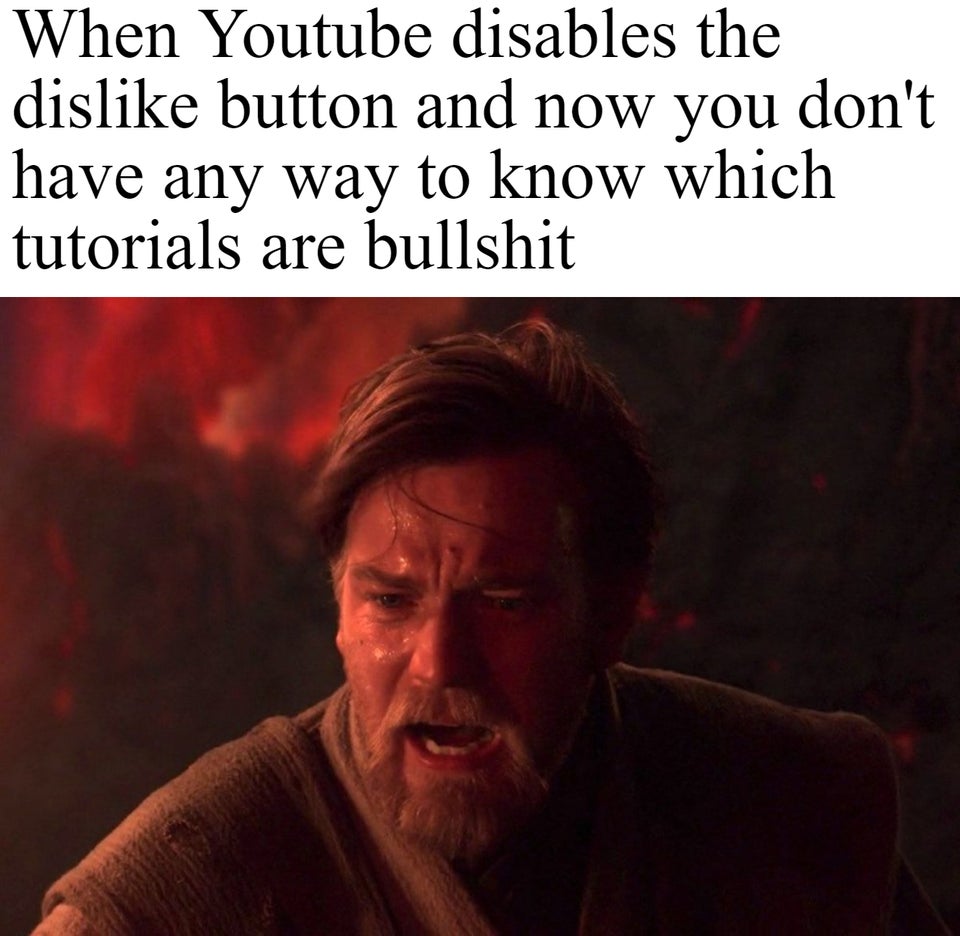 When Youtube disables the
dislike button and now you don't
have any way to know which
tutorials are bullshit